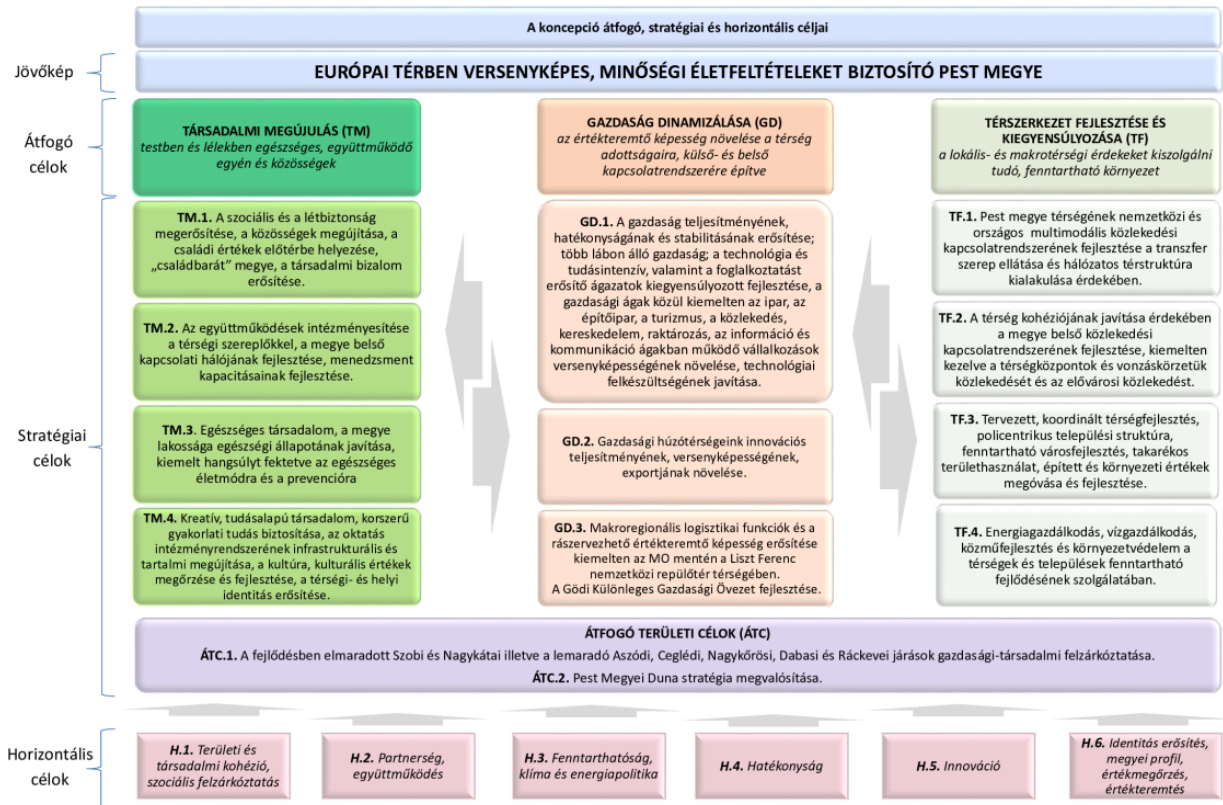 A koncepció átfogó, stratégiai és horizontális céljai
Jövőkép
EURÓPAI TÉRBEN VERSENYKÉPES, MINŐSÉGI ÉLETFELTÉTELEKET BIZTOSÍTÓ PEST MEGYE
Átfogó
célok
TÁRSADALMI MEGÚJULÁS (TM)
testben és lélekben egészséges, együttműködő
egyén és közösségek
GAZDASÁG DINAMIZÁLÁSA (GD)
az értékteremtő képesség növelése a térség
adottságaira, külső- és belső
kapcsolatrendszerére építve
TÉRSZERKEZET FEJLESZTÉSE ÉS
KIEGYENSÚLYOZÁSA (TF)
a lokális- és makrotérségi érdekeket kiszolgálni
tudó, fenntartható környezet
Stratégiai
célok
TM.1. A szociális és a létbiztonság
megerősítése, a közösségek megújítása, a
családi értékek előtérbe helyezése,
„családbarát” megye, a társadalmi bizalom
erősítése.
TM.2. Az együttműködések intézményesítése
a térségi szereplőkkel, a megye belső
kapcsolati hálójának fejlesztése, menedzsment
kapacitásainak fejlesztése.
TM.3. Egészséges társadalom, a megye
lakossága egészségi állapotának javítása,
kiemelt hangsúlyt fektetve az egészséges
életmódra és a prevencióra
TM.4. Kreatív, tudásalapú társadalom, korszerű
gyakorlati tudás biztosítása, az oktatás
intézményrendszerének infrastrukturális és
tartalmi megújítása, a kultúra, kulturális értékek
megőrzése és fejlesztése, a térségi- és helyi
identitás erősítése.
GD.1. A gazdaság teljesítményének,
hatékonyságának és stabilitásának erősítése;
több lábon álló gazdaság; a technológia és
tudásintenzív, valamint a foglalkoztatást
erősítő ágazatok kiegyensúlyozott fejlesztése, a
gazdasági ágak közül kiemelten az ipar, az
építőipar, a turizmus, a közlekedés,
kereskedelem, raktározás, az információ és
kommunikáció ágakban működő vállalkozások
versenyképességének növelése, technológiai
felkészültségének javítása.
GD.2. Gazdasági húzótérségeink innovációs
teljesítményének, versenyképességének,
exportjának növelése.
GD.3. Makroregionális logisztikai funkciók és a
rászervezhető értékteremtő képesség erősítése
kiemelten az MO mentén a Liszt Ferenc
nemzetközi repülőtér térségében.
A Gödi Különleges Gazdasági Övezet fejlesztése.
TF.1. Pest megye térségének nemzetközi és
országos multimodális közlekedési
kapcsolatrendszerének fejlesztése a transzfer
szerep ellátása és hálózatos térstruktúra
kialakulása érdekében.
TF.2. A térség kohéziójának javítása érdekében
a megye belső közlekedési
kapcsolatrendszerének fejlesztése, kiemelten
kezelve a térségközpontok és vonzáskörzetük
közlekedését és az elővárosi közlekedést.
TF.3. Tervezett, koordinált térségfejlesztés,
policentrikus települési struktúra,
fenntartható városfejlesztés, takarékos
területhasználat, épített és környezeti értékek
megóvása és fejlesztése.
TF.4. Energiagazdálkodás, vízgazdálkodás,
közműfejlesztés és környezetvédelem a
térségek és települések fenntartható
fejlődésének szolgálatában.
ÁTFOGÓ TERÜLETI CÉLOK (ÁTC)
ÁTC.1. A fejlődésben elmaradott Szobi és Nagykátai illetve a lemaradó Aszódi, Ceglédi, Nagykőrösi, Dabasi és Ráckevei járások gazdasági-társadalmi felzárkóztatása.
ÁTC.2. Pest Megyei Duna stratégia megvalósítása.
Horizontális
célok
H.1. Területi és
társadalmi kohézió,
szociális felzárkóztatás
H.2. Partnerség,
együttműködés
H.3. Fenntarthatóság,
klíma és energiapolitika
H.4. Hatékonyság
H.5. Innováció
H.6. Identitás erősítés,
megyei profil,
értékmegőrzés,
értékteremtés